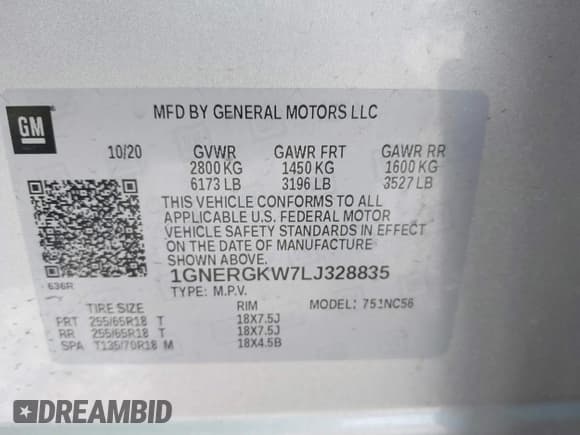 GM
MFD BY GENERAL MOTORS LLC
10/20 GVWR GAWR FRT GAWR RR
2800 KG 1450 KG 1600 KG
6173 LB 3196 LB 3527 LB
THIS VEHICLE CONFORMS TO ALL
APPLICABLE U.S. FEDERAL MOTOR
VEHICLE SAFETY STANDARDS IN EFFECT
ON THE DATE OF MANUFACTURE
SHOWN ABOVE.
636R 1GNERGKW7LJ328835
TYPE: M.P.V. MODEL: 751NC56
TIRE SIZE RIM
FRT 255/65R18 T 18X7.5J
RR 255/65R18 T 18X7.5J
SPA T135/70R18 M 18X4.5B
DREAMBID